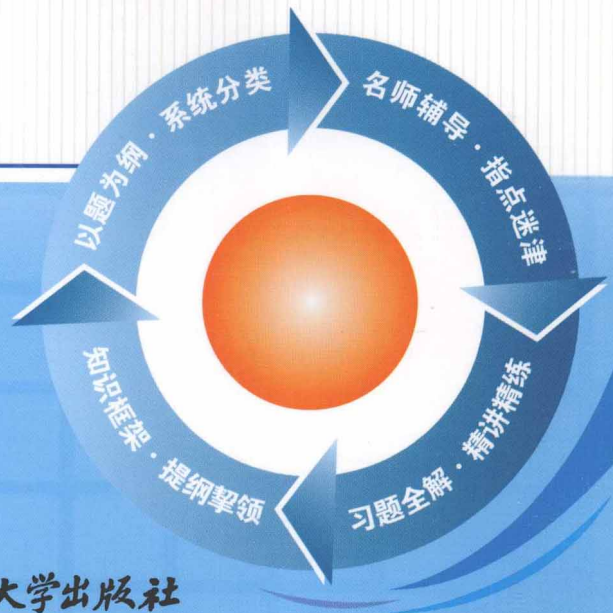 以题为纲·系统分类
名师辅导·指点迷津
习题全解·精讲精练
知识框架·提纲挈领
大学出版社